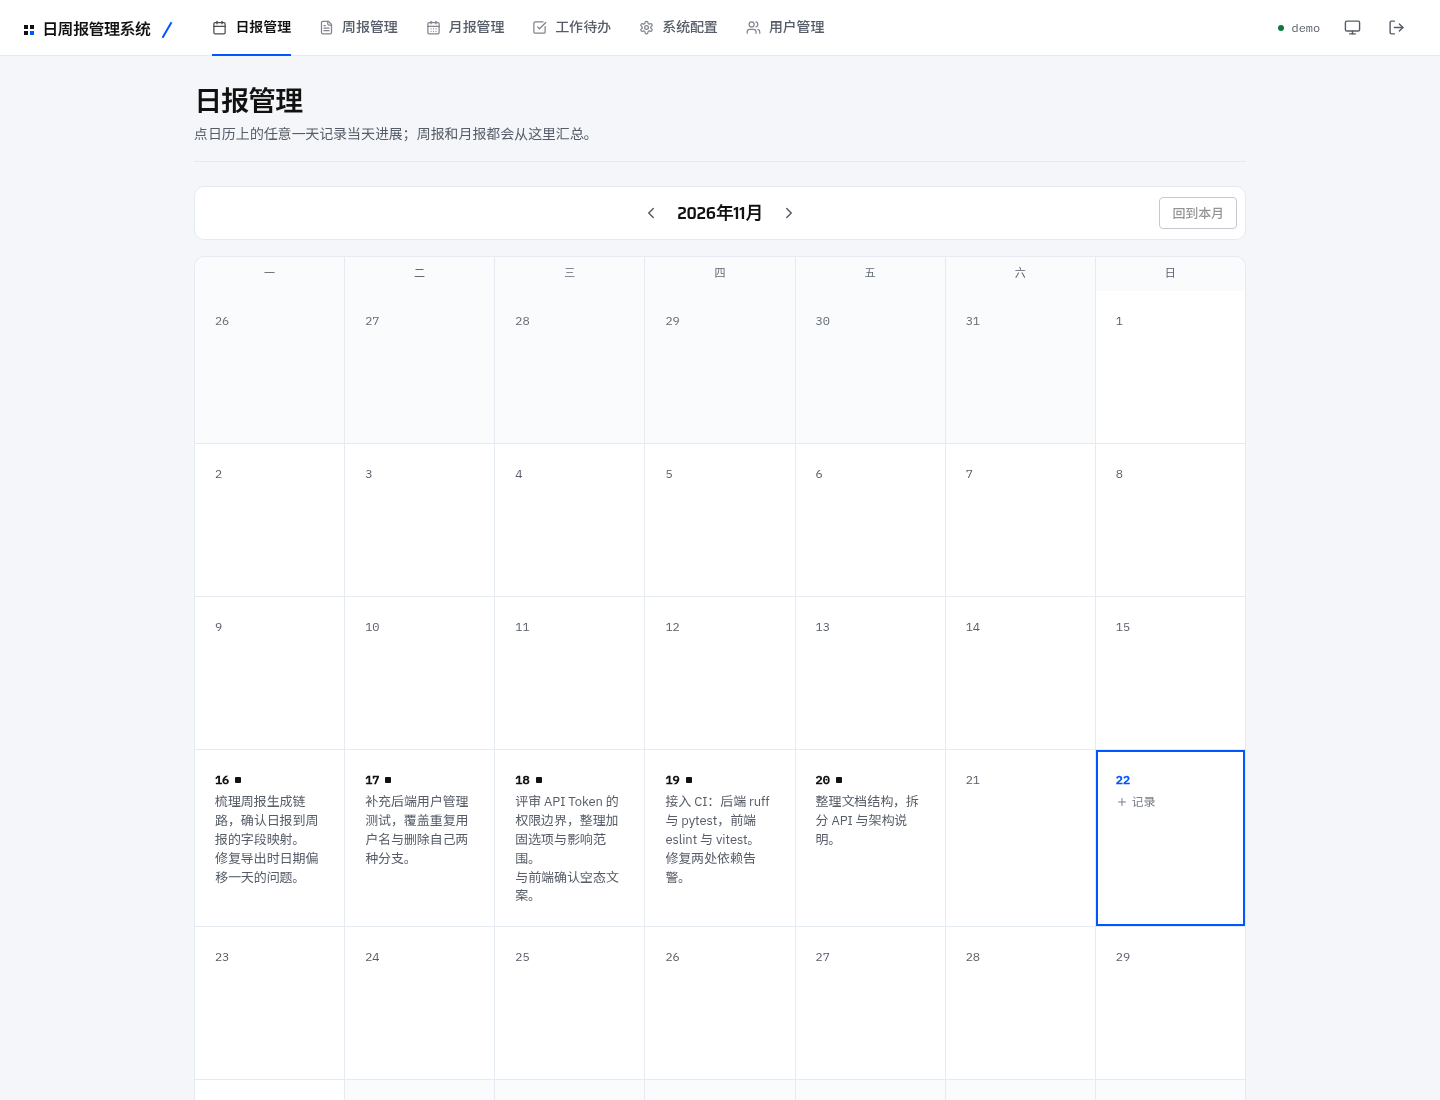 日周报管理系统 /
日报管理
周报管理
月报管理
工作待办
系统配置
用户管理
demo
日报管理
点日历上的任意一天记录当天进展；周报和月报都会从这里汇总。
2026年11月
回到本月
一 二 三 四 五 六 日
26 27 28 29 30 31 1
2 3 4 5 6 7 8
9 10 11 12 13 14 15
16
梳理周报生成链
路，确认日报到周
报的字段映射。
修复导出时日期偏
移一天的问题。
17
补充后端用户管理
测试，覆盖重复用
户名与删除自己两
种分支。
18
评审 API Token 的
权限边界，整理加
固选项与影响范
围。
与前端确认空态文
案。
19
接入 CI：后端 ruff
与 pytest，前端
eslint 与 vitest。
修复两处依赖告
警。
20
整理文档结构，拆
分 API 与架构说
明。
21
22
+ 记录
23 24 25 26 27 28 29